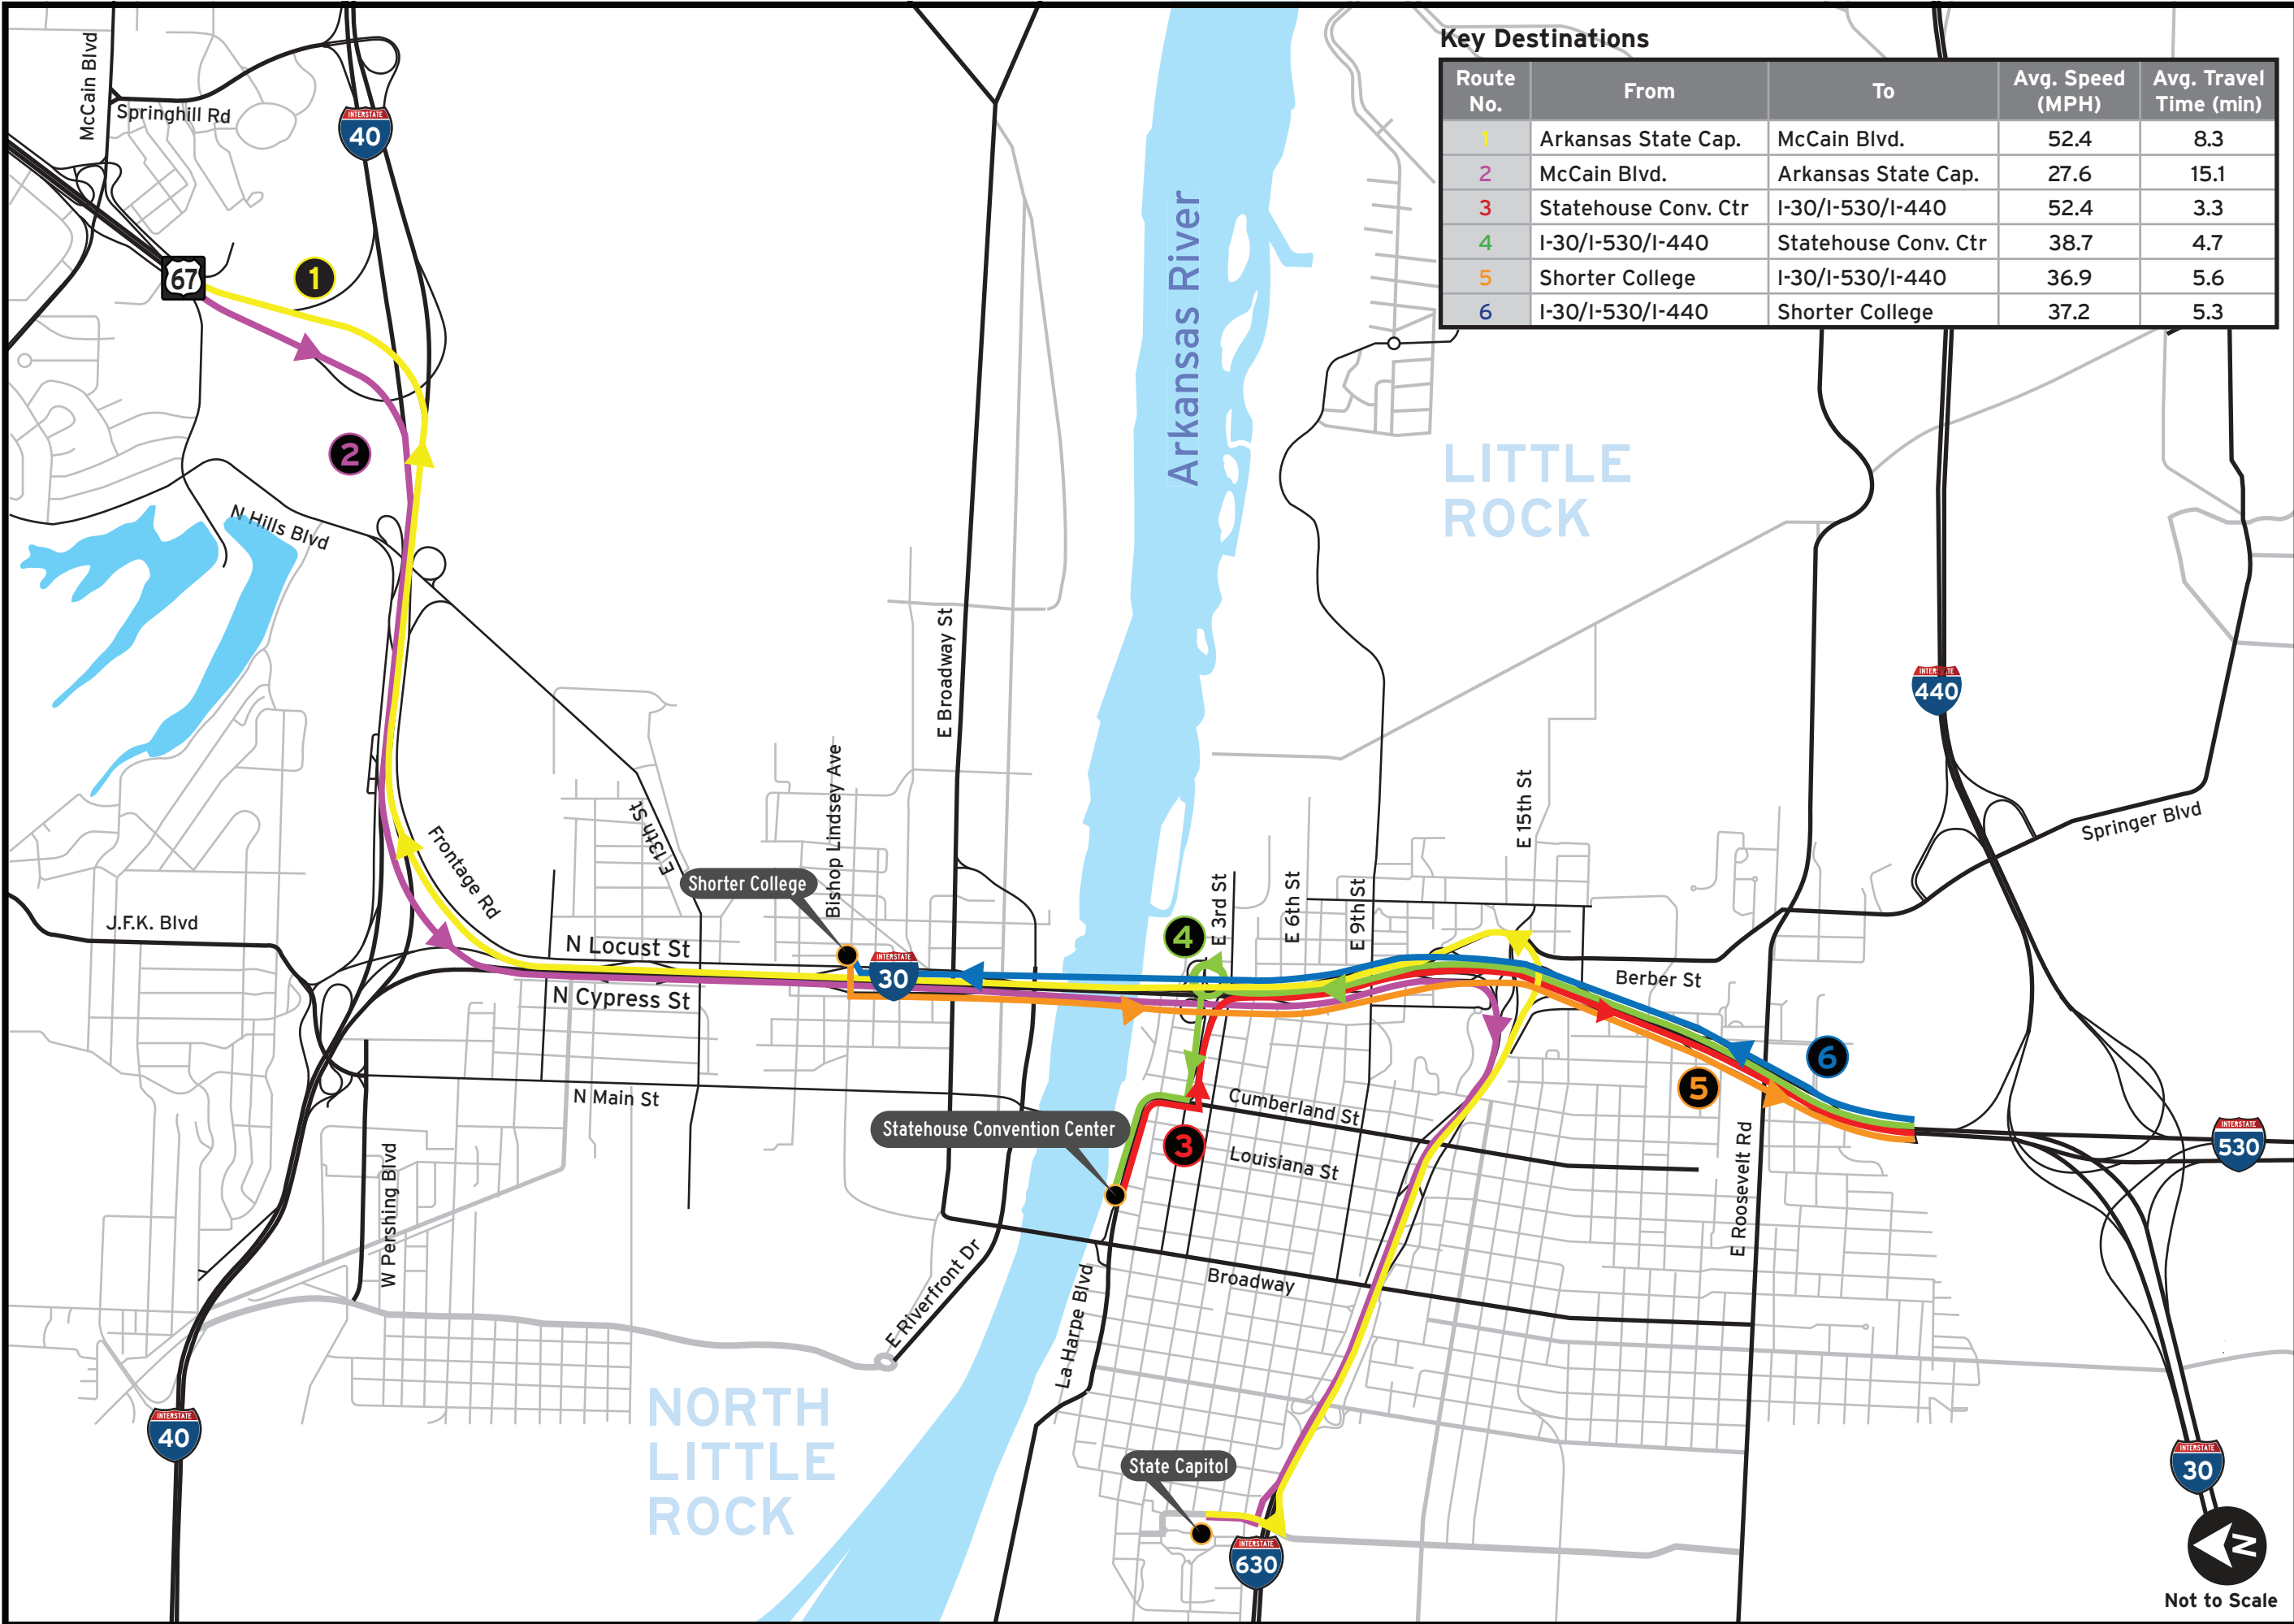 Key Destinations
Route No. From To Avg. Speed (MPH) Avg. Travel Time (min)
1 Arkansas State Cap. McCain Blvd. 52.4 8.3
2 McCain Blvd. Arkansas State Cap. 27.6 15.1
3 Statehouse Conv. Ctr I-30/I-530/I-440 52.4 3.3
4 I-30/I-530/I-440 Statehouse Conv. Ctr 38.7 4.7
5 Shorter College I-30/I-530/I-440 36.9 5.6
6 I-30/I-530/I-440 Shorter College 37.2 5.3
McCain Blvd
Springhill Rd
INTERSTATE
40
67
1
2
Arkansas River
LITTLE
ROCK
N Hills Blvd
E Broadway St
INTERSTATE
440
Springer Blvd
E 15th St
E 13th St
Bishop Lindsey Ave
Frontage Rd
Shorter College
J.F.K. Blvd
N Locust St
N Cypress St
INTERSTATE
30
4
E 3rd St
E 6th St
E 9th St
Berber St
6
5
N Main St
Statehouse Convention Center
3
Cumberland St
Louisiana St
E Roosevelt Rd
INTERSTATE
530
W Pershing Blvd
E Riverfront Dr
La Harpe Blvd
Broadway
INTERSTATE
40
NORTH
LITTLE
ROCK
State Capitol
INTERSTATE
630
INTERSTATE
30
N
Not to Scale